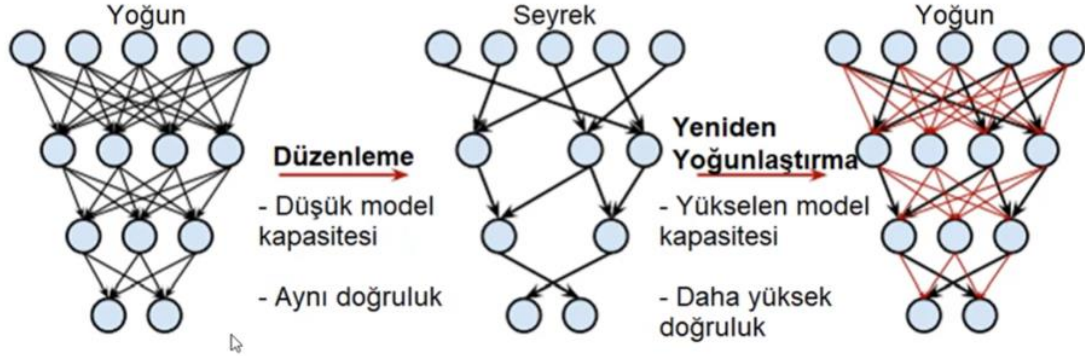 Yoğun
Seyrek
Yoğun
Düzenleme
- Düşük model
kapasitesi
- Aynı doğruluk
Yeniden
Yoğunlaştırma
- Yükselen model
kapasitesi
- Daha yüksek
doğruluk